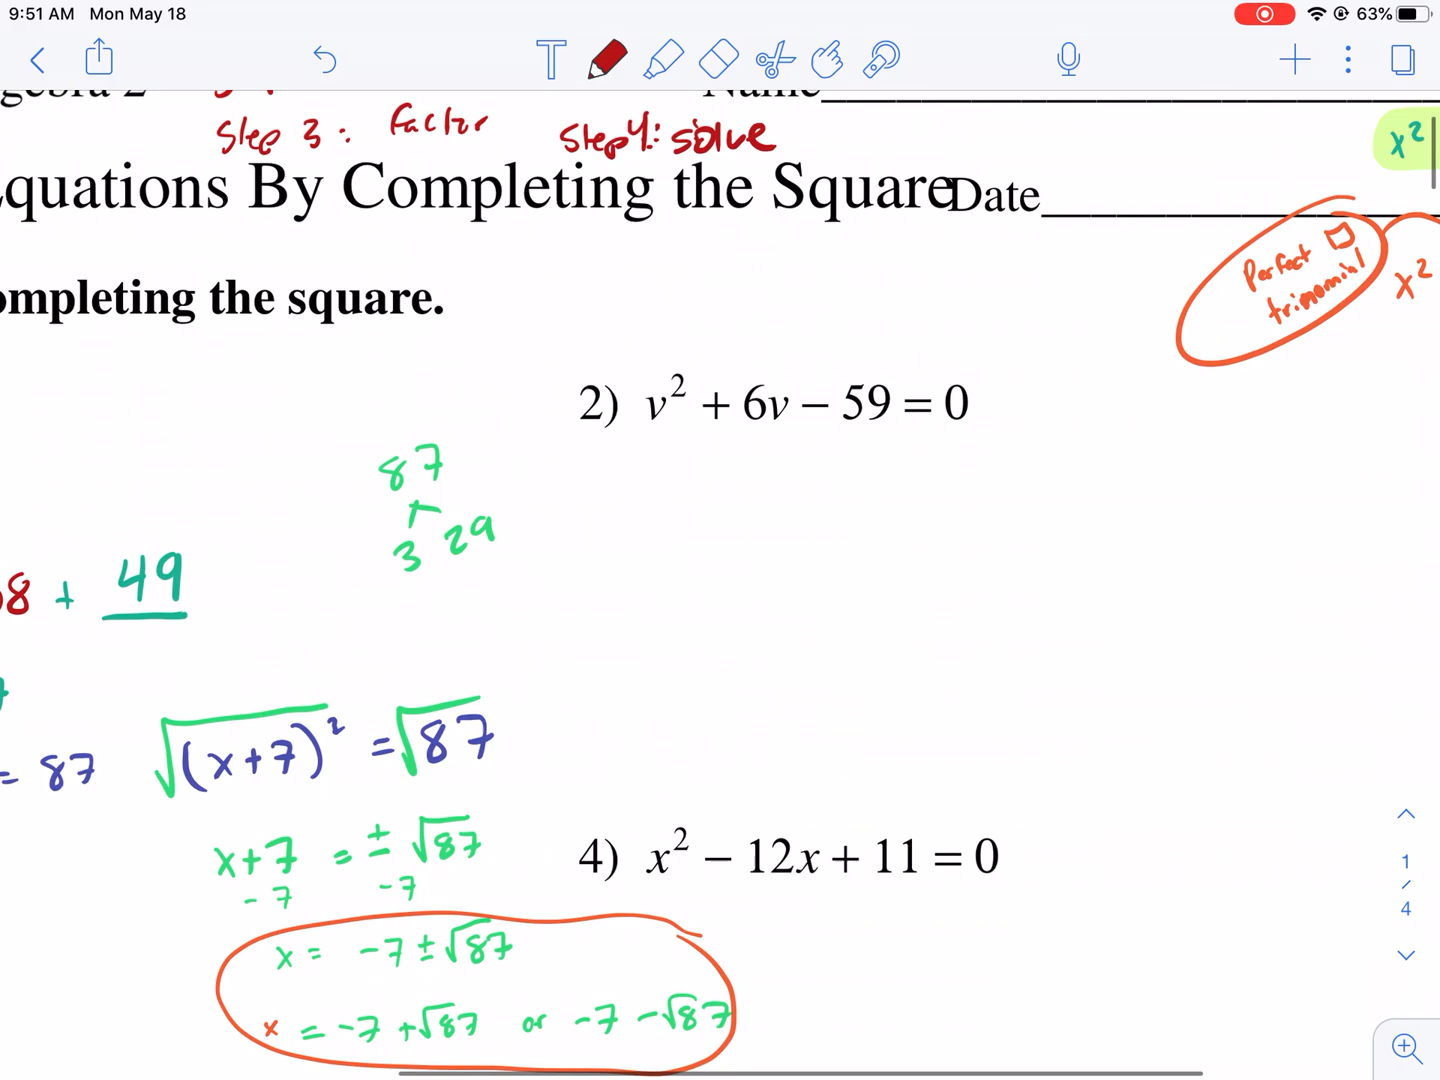 9:51 AM Mon May 18
63%
Name
Step 3: factor Step 4: solve
x²
quations By Completing the Square Date
Perfect □ trinomial
x²
ompleting the square.
2) v² + 6v − 59 = 0
87
3 29
8 + 49
= 87 √(x+7)² = √87
x+7 = ± √87
-7 -7
4) x² − 12x + 11 = 0
x = -7 ± √87
x = -7 + √87 or -7 - √87
1
/
4